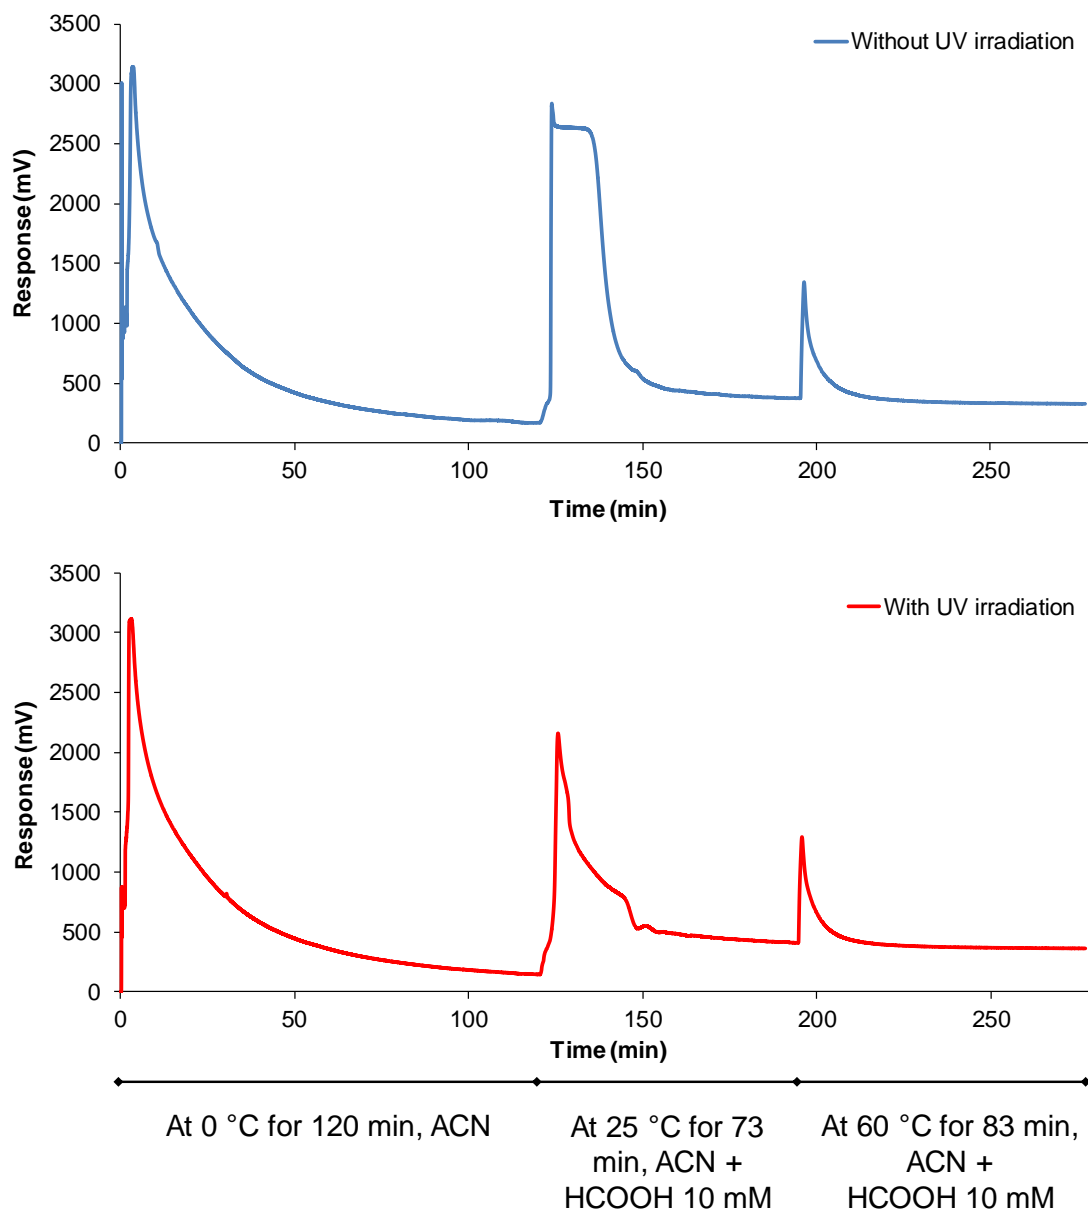 3500
3000
2500
2000
1500
1000
500
0
Response (mV)
Without UV irradiation
0 50 100 150 200 250
Time (min)
3500
3000
2500
2000
1500
1000
500
0
Response (mV)
With UV irradiation
0 50 100 150 200 250
Time (min)
At 0 °C for 120 min, ACN
At 25 °C for 73
min, ACN +
HCOOH 10 mM
At 60 °C for 83 min,
ACN +
HCOOH 10 mM